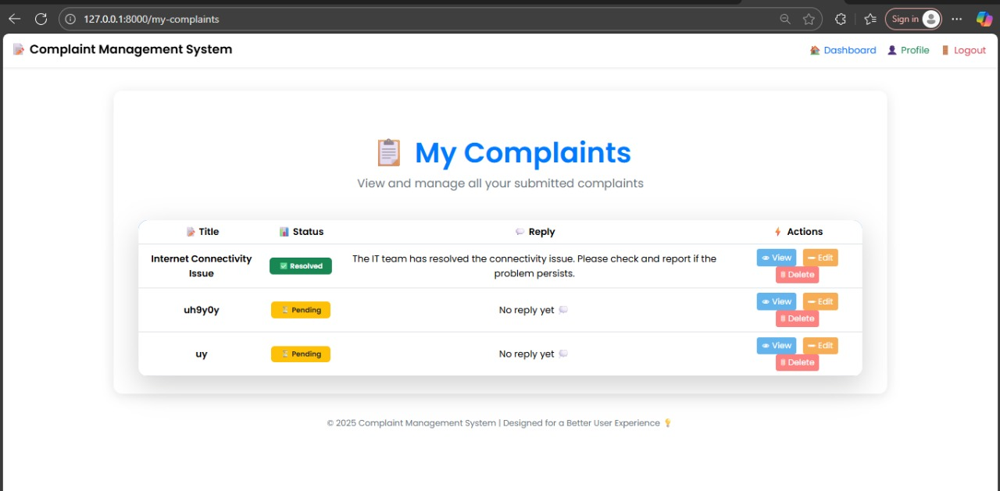 127.0.0.1:8000/my-complaints
Sign in
Complaint Management System
Dashboard Profile Logout
My Complaints
View and manage all your submitted complaints
Title Status Reply Actions
Internet Connectivity
Issue
Resolved
The IT team has resolved the connectivity issue. Please check and report if the
problem persists.
View Edit
Delete
uh9y0y Pending No reply yet
View Edit
Delete
uy Pending No reply yet
View Edit
Delete
© 2025 Complaint Management System | Designed for a Better User Experience